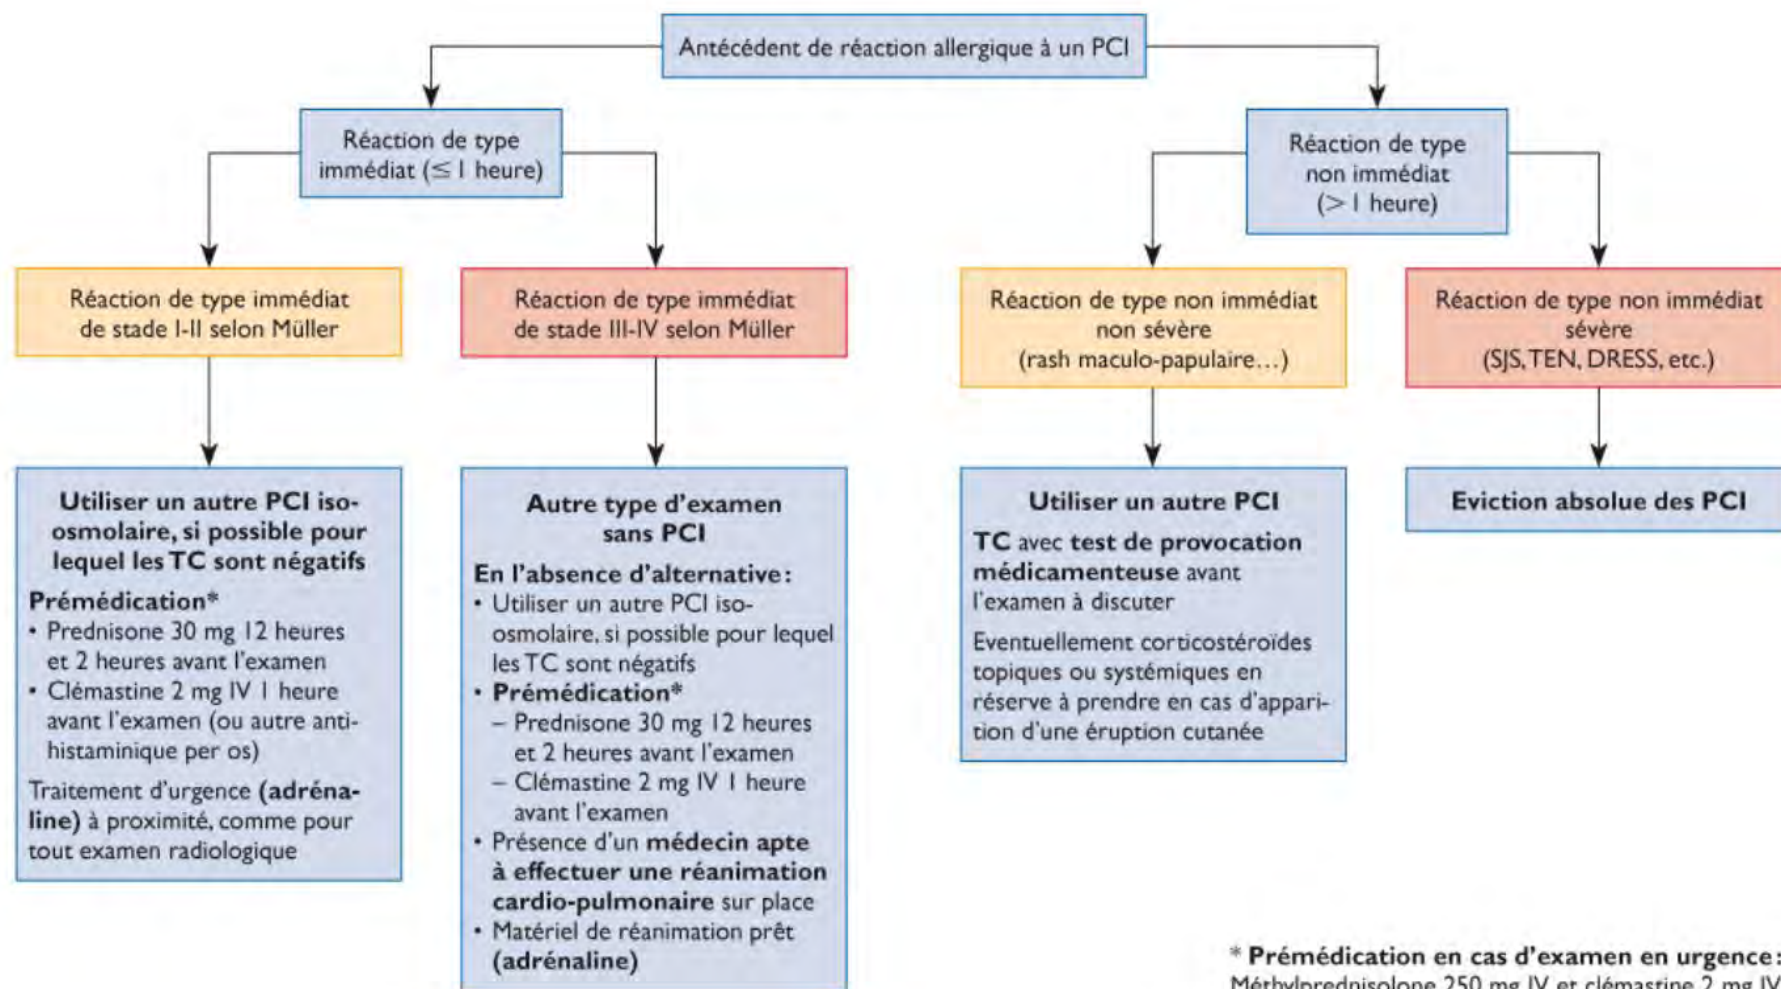 Antécédent de réaction allergique à un PCI
Réaction de type
immédiat (≤ 1 heure)
Réaction de type
non immédiat
(> 1 heure)
Réaction de type immédiat
de stade I-II selon Müller
Réaction de type immédiat
de stade III-IV selon Müller
Réaction de type non immédiat
non sévère
(rash maculo-papulaire…)
Réaction de type non immédiat
sévère
(SJS, TEN, DRESS, etc.)
Utiliser un autre PCI iso-
osmolaire, si possible pour
lequel les TC sont négatifs
Prémédication*
• Prednisone 30 mg 12 heures
et 2 heures avant l'examen
• Clémastine 2 mg IV 1 heure
avant l'examen (ou autre anti-
histaminique per os)
Traitement d'urgence (adréna-
line) à proximité, comme pour
tout examen radiologique
Autre type d'examen
sans PCI
En l'absence d'alternative :
• Utiliser un autre PCI iso-
osmolaire, si possible pour lequel
les TC sont négatifs
• Prémédication*
– Prednisone 30 mg 12 heures
et 2 heures avant l'examen
– Clémastine 2 mg IV 1 heure
avant l'examen
• Présence d'un médecin apte
à effectuer une réanimation
cardio-pulmonaire sur place
• Matériel de réanimation prêt
(adrénaline)
Utiliser un autre PCI
TC avec test de provocation
médicamenteuse avant
l'examen à discuter
Eventuellement corticostéroïdes
topiques ou systémiques en
réserve à prendre en cas d'appari-
tion d'une éruption cutanée
Eviction absolue des PCI
* Prémédication en cas d'examen en urgence :
Méthylprednisolone 250 mg IV et clémastine 2 mg IV